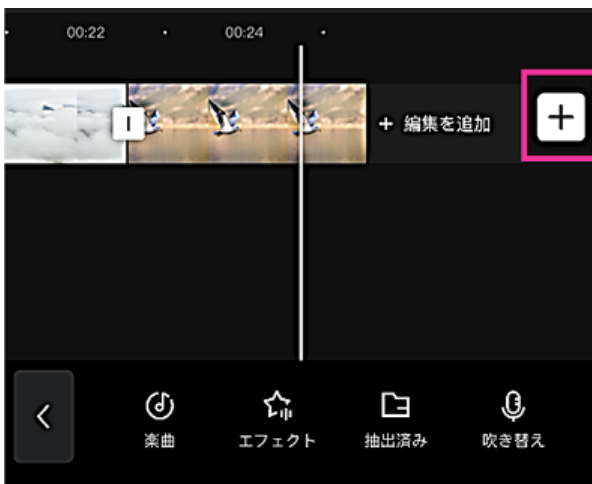 00:22
00:24
+ 編集を追加
楽曲
エフェクト
抽出済み
吹き替え